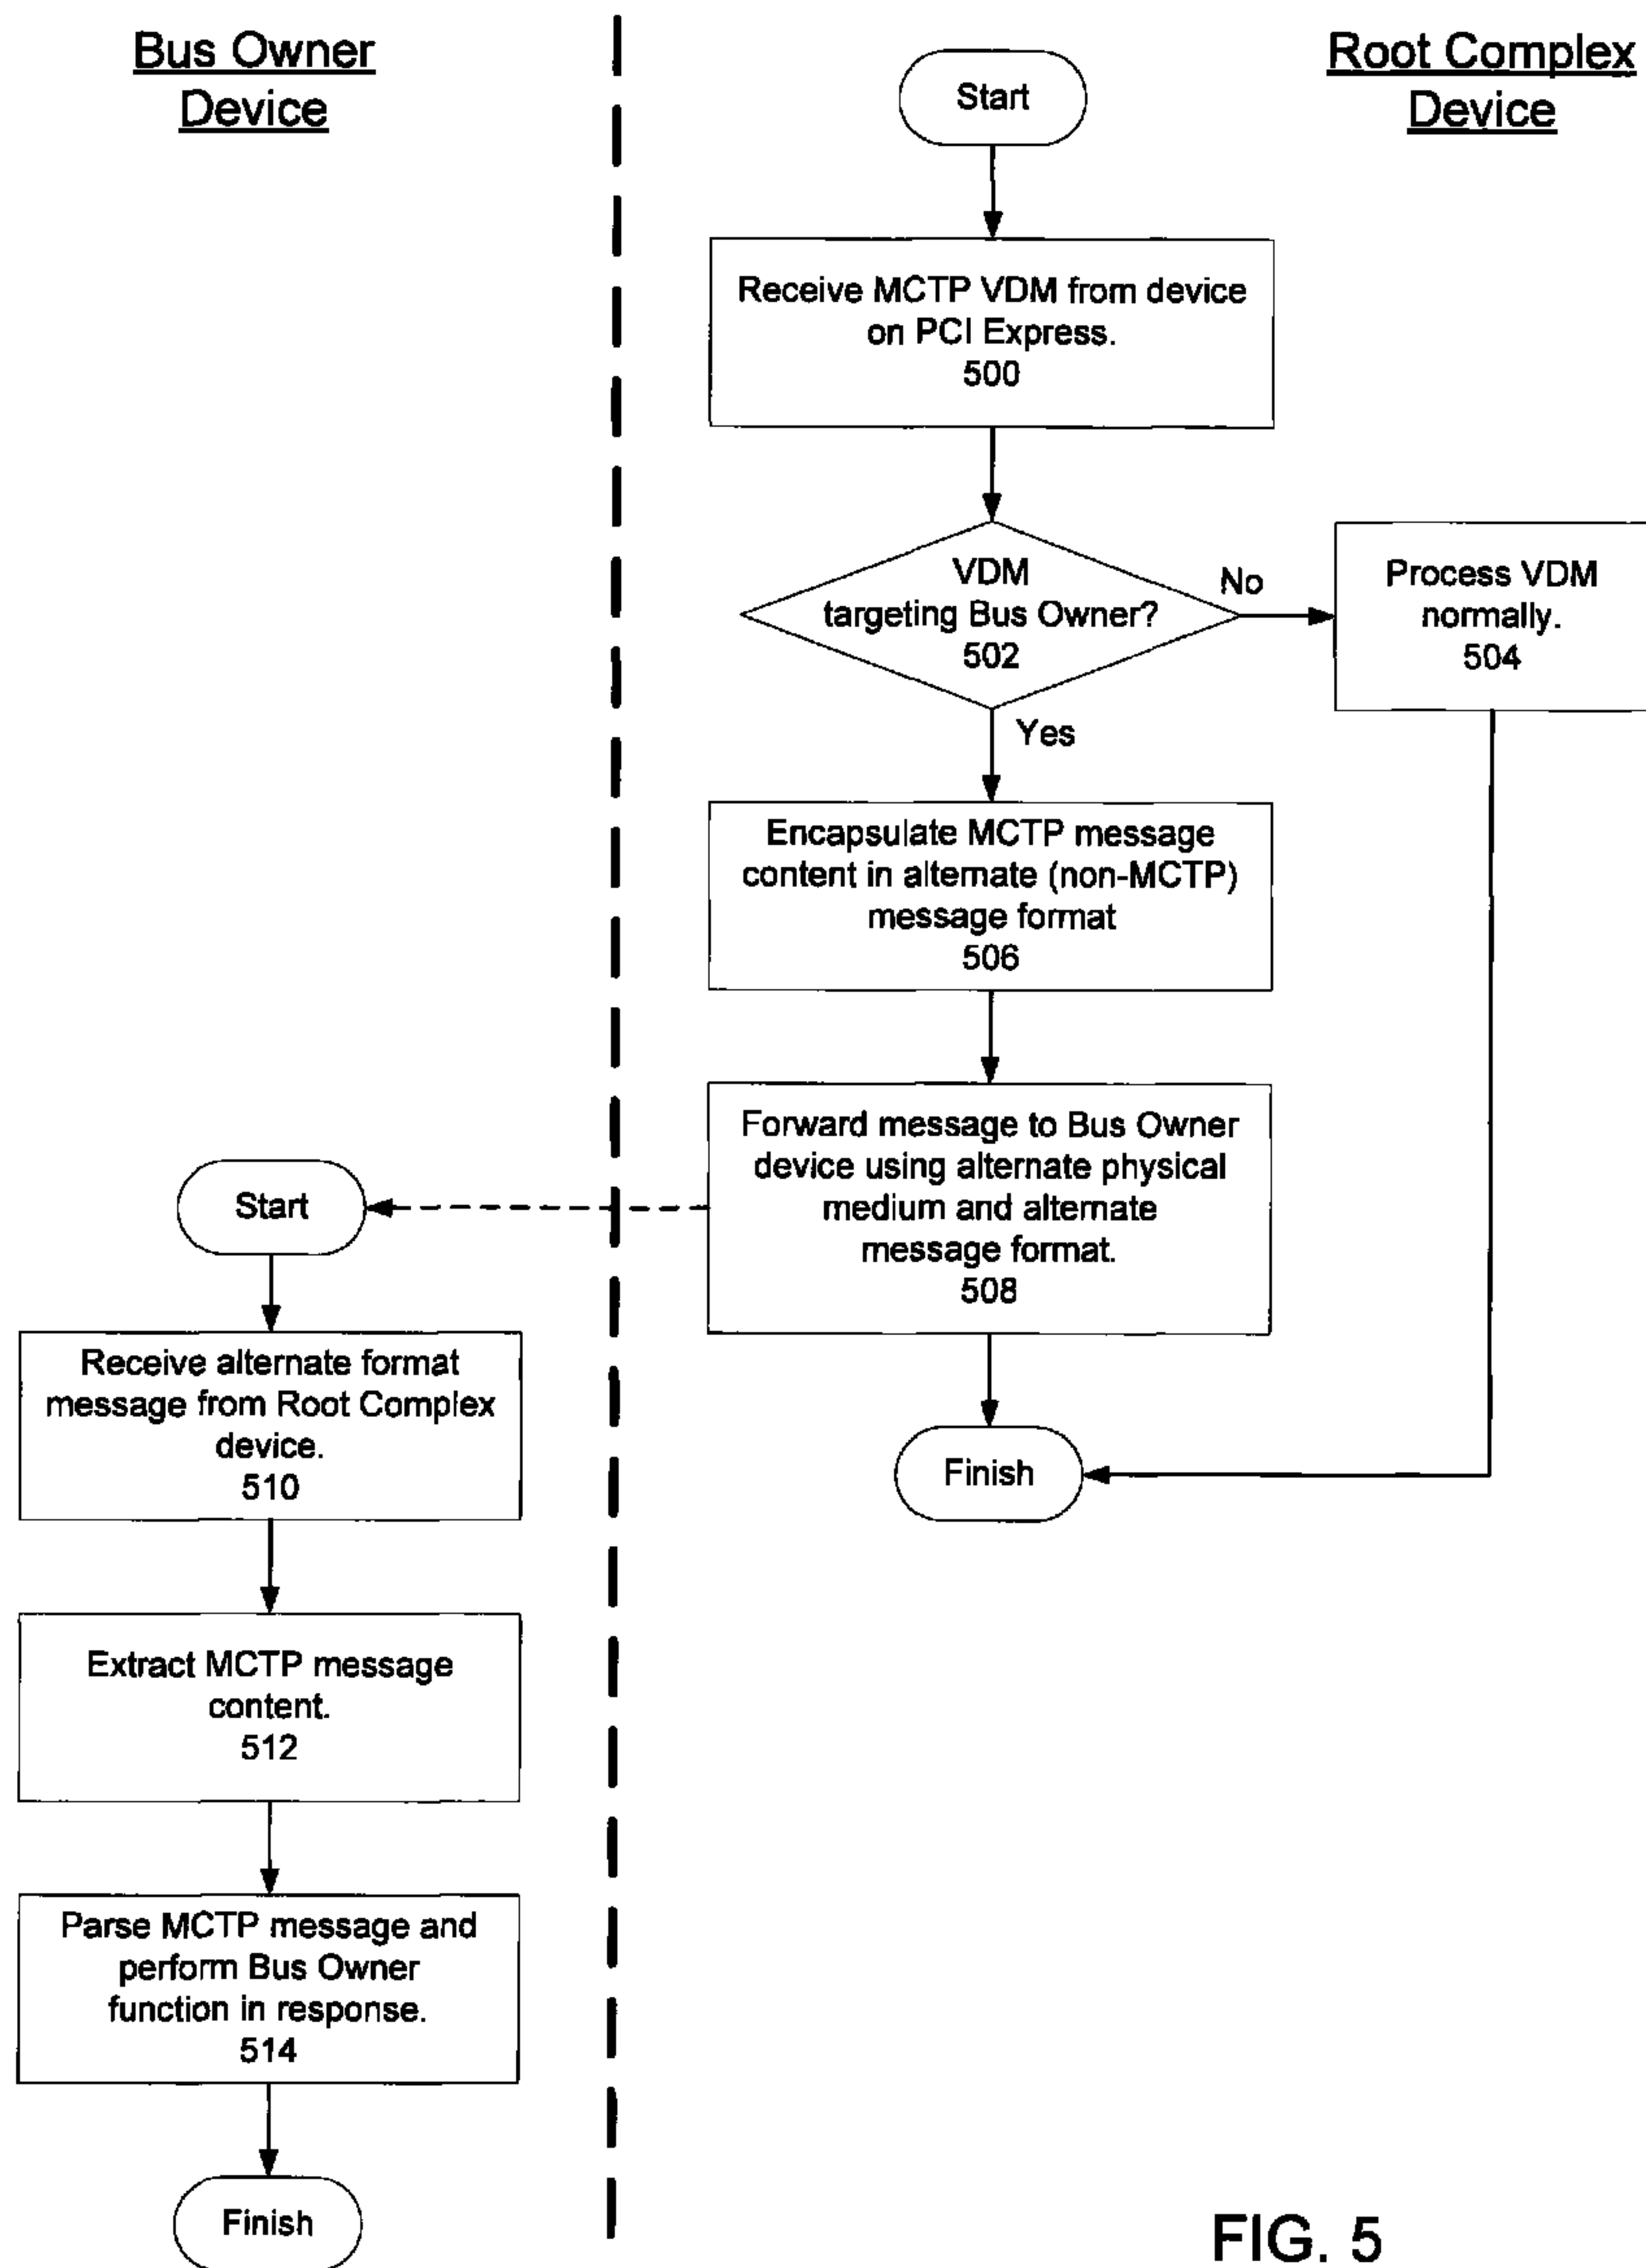 Bus Owner
Device
Root Complex
Device
Start
Receive MCTP VDM from device
on PCI Express.
500
VDM
targeting Bus Owner?
502
No
Process VDM
normally.
504
Yes
Encapsulate MCTP message
content in alternate (non-MCTP)
message format
506
Forward message to Bus Owner
device using alternate physical
medium and alternate
message format.
508
Finish
Start
Receive alternate format
message from Root Complex
device.
510
Extract MCTP message
content.
512
Parse MCTP message and
perform Bus Owner
function in response.
514
Finish
FIG. 5